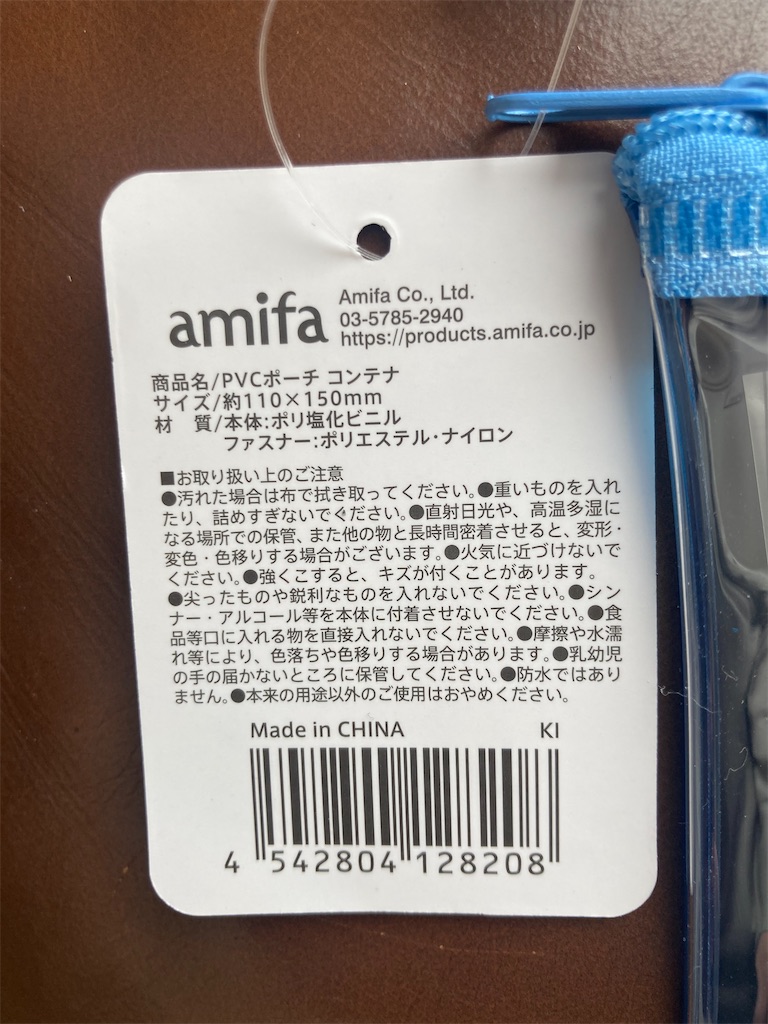 amifa
Amifa Co., Ltd.
03-5785-2940
https://products.amifa.co.jp
商品名/PVCポーチ コンテナ
サイズ/約110×150mm
材　質/本体:ポリ塩化ビニル
ファスナー:ポリエステル・ナイロン
■お取り扱い上のご注意
●汚れた場合は布で拭き取ってください。●重いものを入れ
たり、詰めすぎないでください。●直射日光や、高温多湿に
なる場所での保管、また他の物と長時間密着させると、変形・
変色・色移りする場合がございます。●火気に近づけないで
ください。●強くこすると、キズが付くことがあります。
●尖ったものや鋭利なものを入れないでください。●シン
ナー・アルコール等を本体に付着させないでください。●食
品等口に入れる物を直接入れないでください。●摩擦や水濡
れ等により、色落ちや色移りする場合があります。●乳幼児
の手の届かないところに保管してください。●防水ではあり
ません。●本来の用途以外のご使用はおやめください。
Made in CHINA KI
4 542804 128208